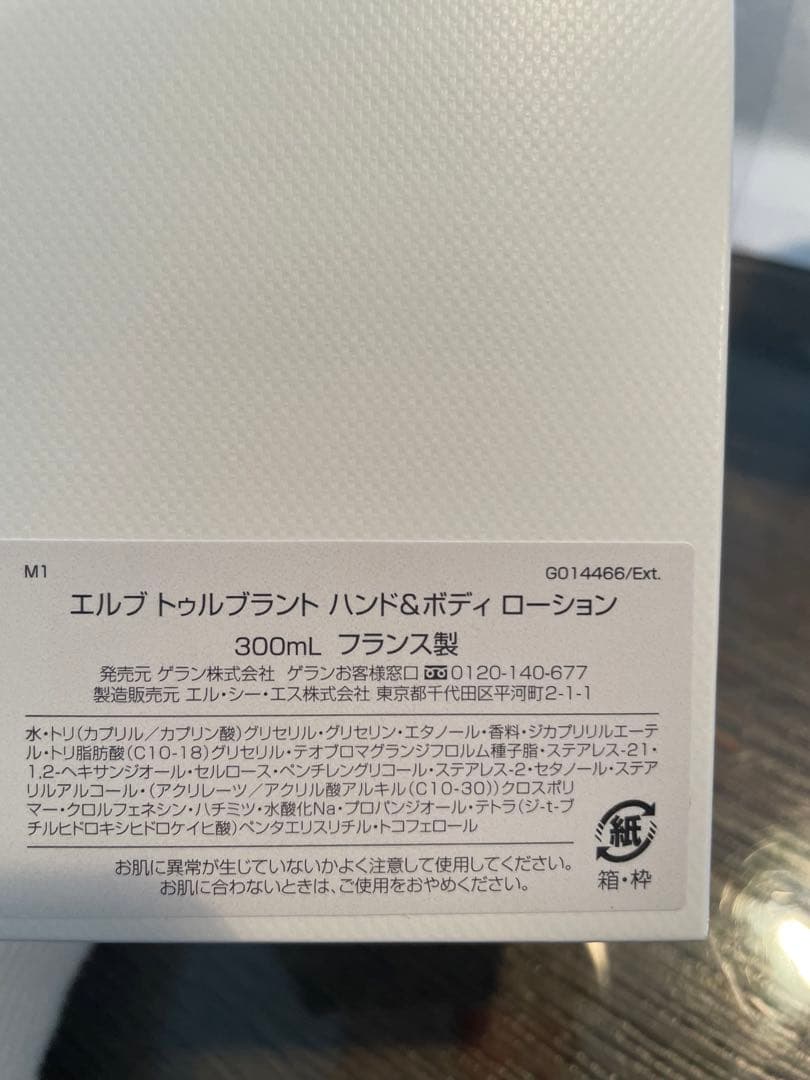 M1
G014466/Ext.
エルブ トゥルブラント ハンド&ボディ ローション
300mL フランス製
発売元 ゲラン株式会社 ゲランお客様窓口 0120-140-677
製造販売元 エル・シー・エス株式会社 東京都千代田区平河町2-1-1
水・トリ(カプリル/カプリン酸)グリセリル・グリセリン・エタノール・香料・ジカプリリルエーテ
ル・トリ脂肪酸(C10-18)グリセリル・テオブロマグランジフロルム種子脂・ステアレス-21・
1,2-ヘキサンジオール・セルロース・ペンチレングリコール・ステアレス-2・セタノール・ステア
リルアルコール・(アクリレーツ/アクリル酸アルキル(C10-30))クロスポリ
マー・クロルフェネシン・ハチミツ・水酸化Na・プロパンジオール・テトラ(ジ-t-ブ
チルヒドロキシヒドロケイヒ酸)ペンタエリスリチル・トコフェロール
お肌に異常が生じていないかよく注意して使用してください。
お肌に合わないときは、ご使用をおやめください。
紙
箱・枠